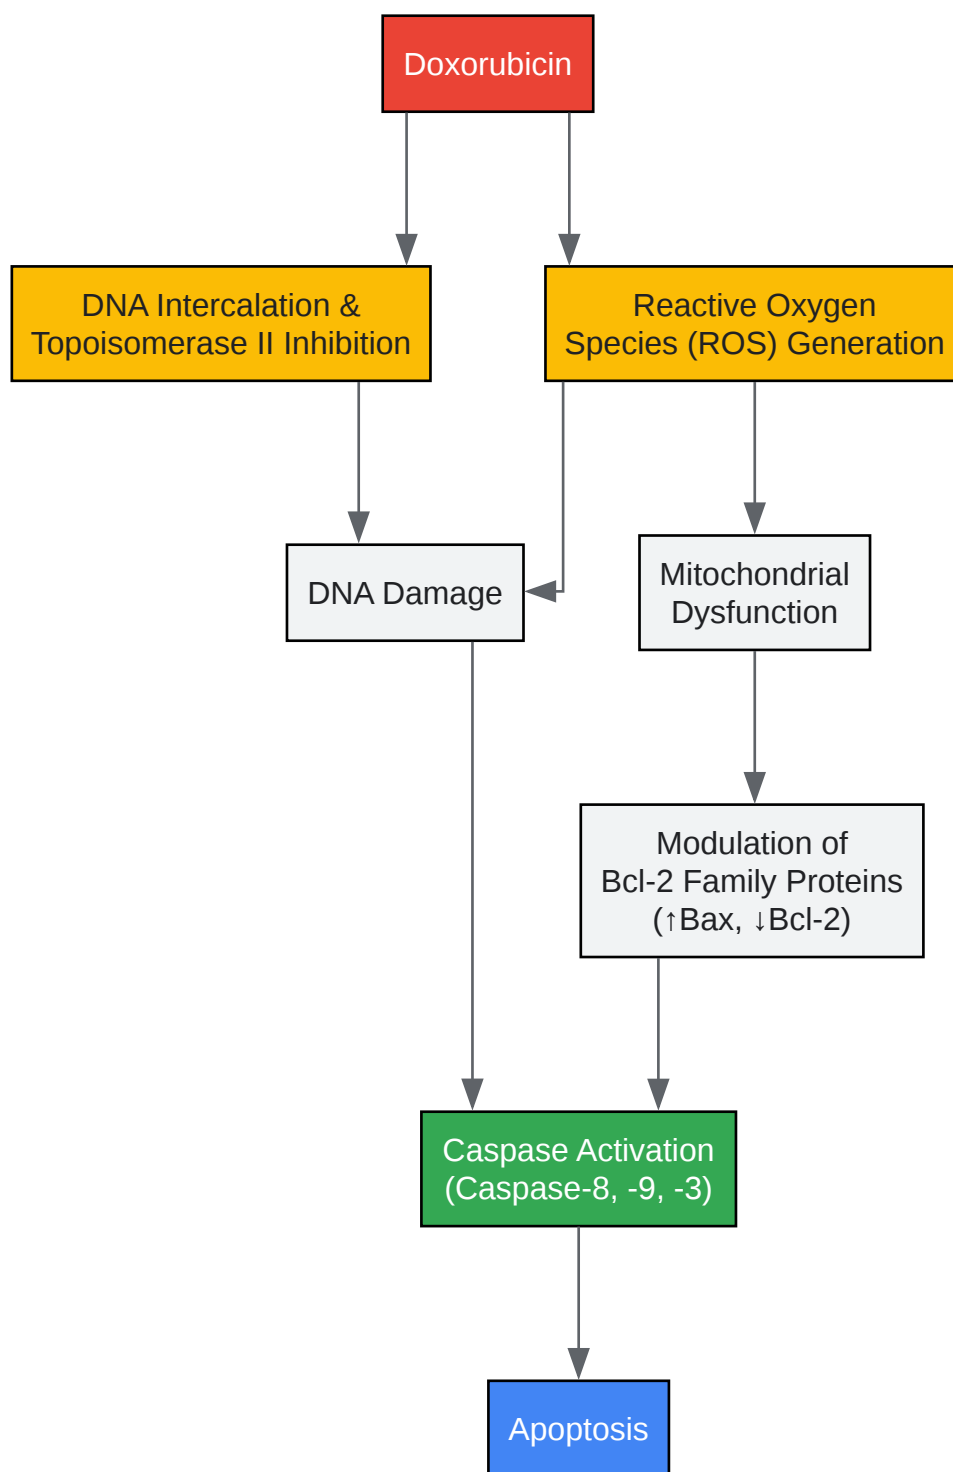 Doxorubicin
DNA Intercalation &
Topoisomerase II Inhibition
Reactive Oxygen
Species (ROS) Generation
DNA Damage
Mitochondrial
Dysfunction
Modulation of
Bcl-2 Family Proteins
(↑Bax, ↓Bcl-2)
Caspase Activation
(Caspase-8, -9, -3)
Apoptosis